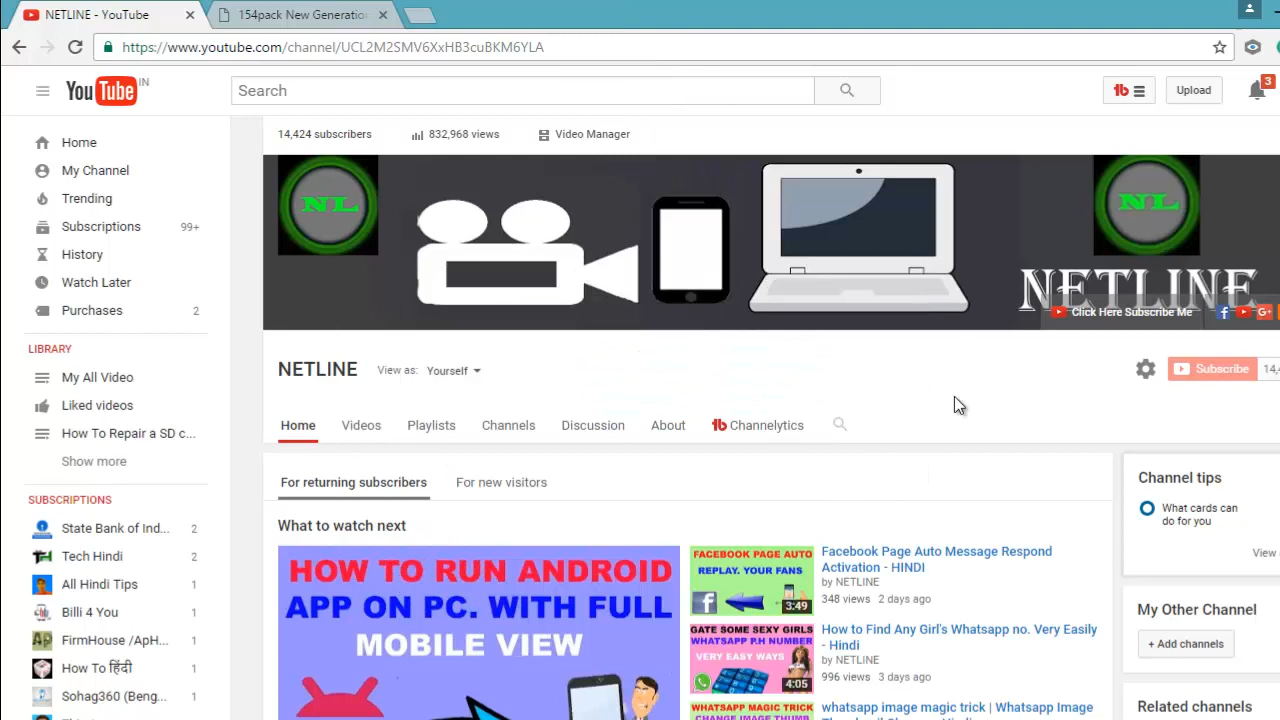 NETLINE - YouTube
154pack New Generation
https://www.youtube.com/channel/UCL2M2SMV6XxHB3cuBKM6YLA
YouTube IN
Search
tb
Upload
3
Home
My Channel
Trending
Subscriptions 99+
History
Watch Later
Purchases 2
LIBRARY
My All Video
Liked videos
How To Repair a SD c...
Show more
SUBSCRIPTIONS
State Bank of Ind... 2
Tech Hindi 2
All Hindi Tips 1
Billi 4 You 1
FirmHouse /ApH... 1
How To हिंदी 1
Sohag360 (Beng... 1
14,424 subscribers
832,968 views
Video Manager
NL
NL
NETLINE
Click Here Subscribe Me
NETLINE
View as: Yourself
Subscribe 14,4
Home Videos Playlists Channels Discussion About tb Channelytics
For returning subscribers
For new visitors
What to watch next
HOW TO RUN ANDROID
APP ON PC. WITH FULL
MOBILE VIEW
FACEBOOK PAGE AUTO
REPLAY. YOUR FANS
3:49
Facebook Page Auto Message Respond
Activation - HINDI
by NETLINE
348 views 2 days ago
GATE SOME SEXY GIRLS
WHATSAPP P.H NUMBER
VERY EASY WAYS
4:05
How to Find Any Girl's Whatsapp no. Very Easily
- Hindi
by NETLINE
996 views 3 days ago
WHATSAPP MAGIC TRICK
whatsapp image magic trick | Whatsapp Image
Channel tips
What cards can
do for you
View
My Other Channel
+ Add channels
Related channels